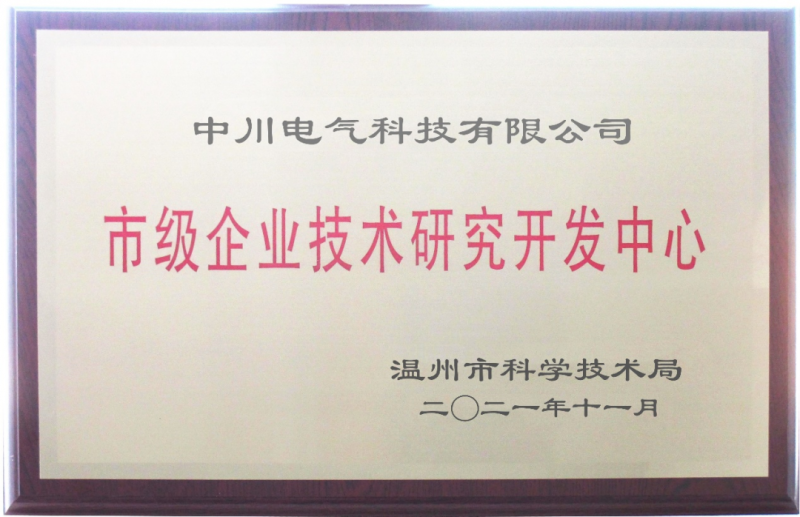 中川电气科技有限公司
市级企业技术研究开发中心
温州市科学技术局
二〇二一年十一月